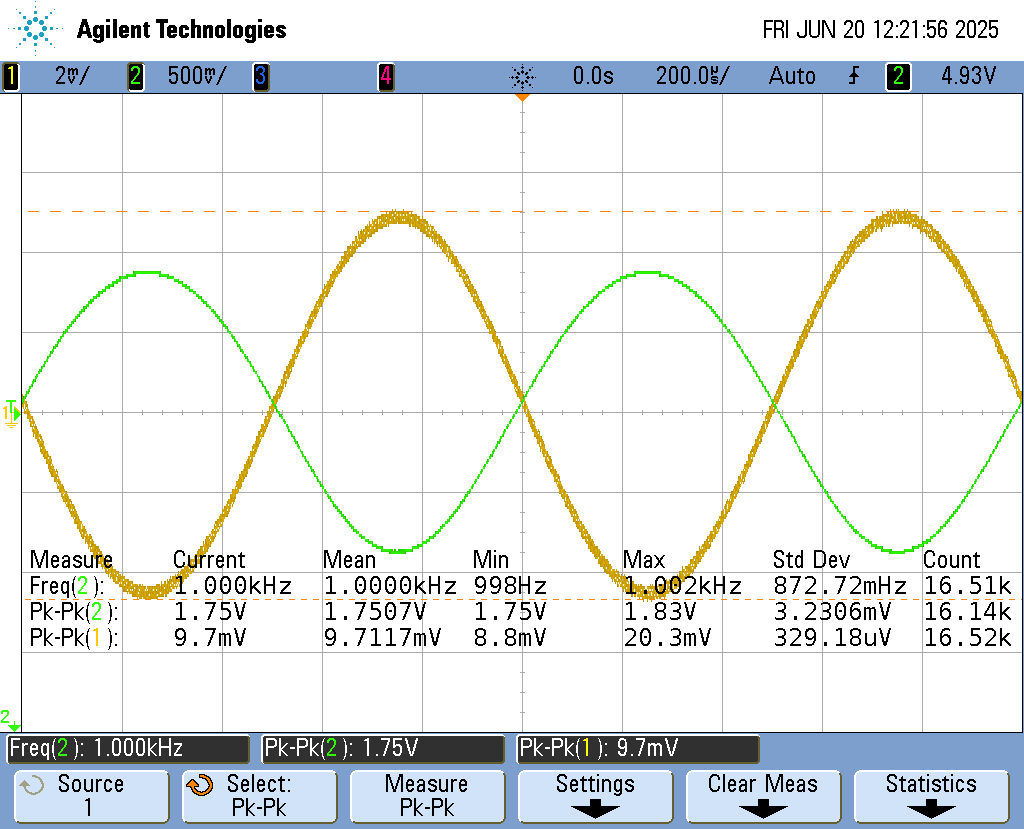 Agilent Technologies FRI JUN 20 12:21:56 2025
1 2mV/ 2 500mV/ 3 4 0.0s 200.0µs/ Auto 2 4.93V
T
1
Measure Current Mean Min Max Std Dev Count
Freq(2): 1.000kHz 1.0000kHz 998Hz 1.002kHz 872.72mHz 16.51k
Pk-Pk(2): 1.75V 1.7507V 1.75V 1.83V 3.2306mV 16.14k
Pk-Pk(1): 9.7mV 9.7117mV 8.8mV 20.3mV 329.18uV 16.52k
2
Freq(2): 1.000kHz Pk-Pk(2): 1.75V Pk-Pk(1): 9.7mV
Source Select: Measure Settings Clear Meas Statistics
1 Pk-Pk Pk-Pk